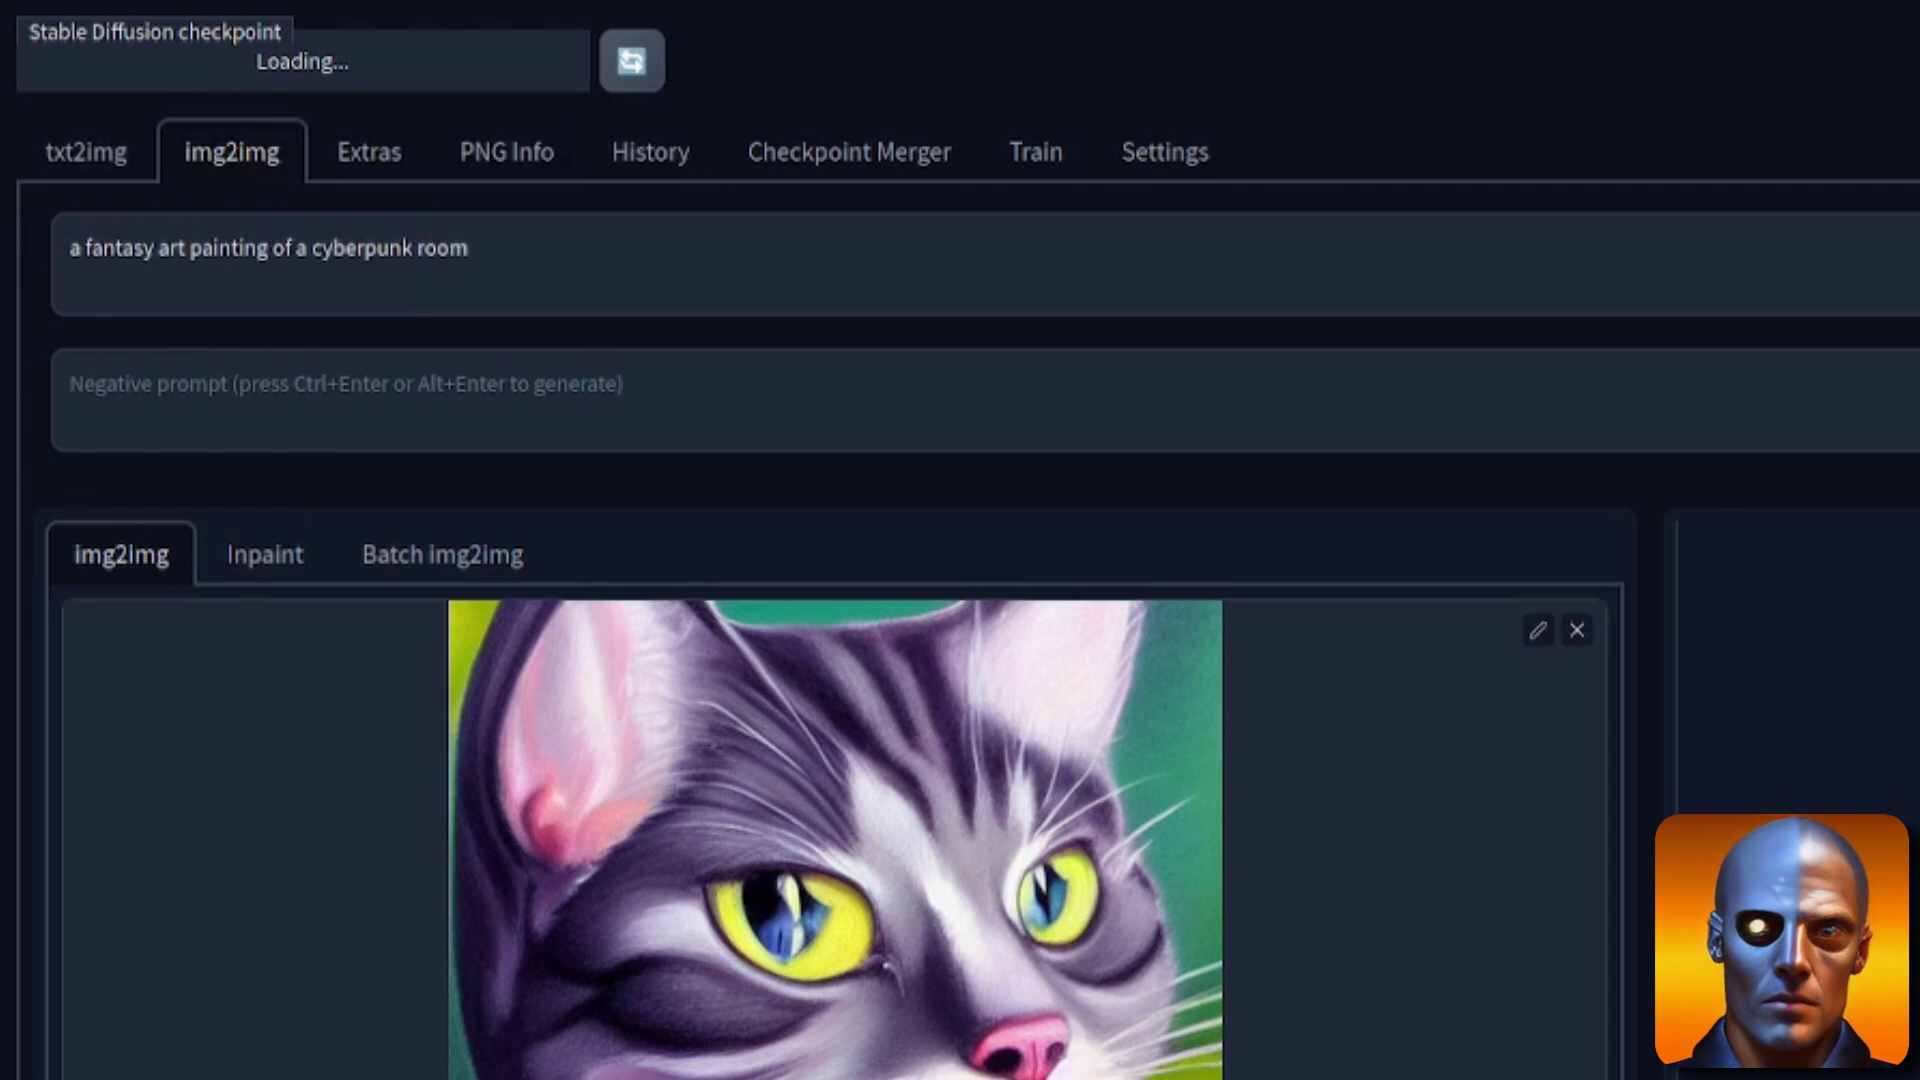 Stable Diffusion checkpoint
Loading...
txt2img img2img Extras PNG Info History Checkpoint Merger Train Settings
a fantasy art painting of a cyberpunk room
Negative prompt (press Ctrl+Enter or Alt+Enter to generate)
img2img Inpaint Batch img2img